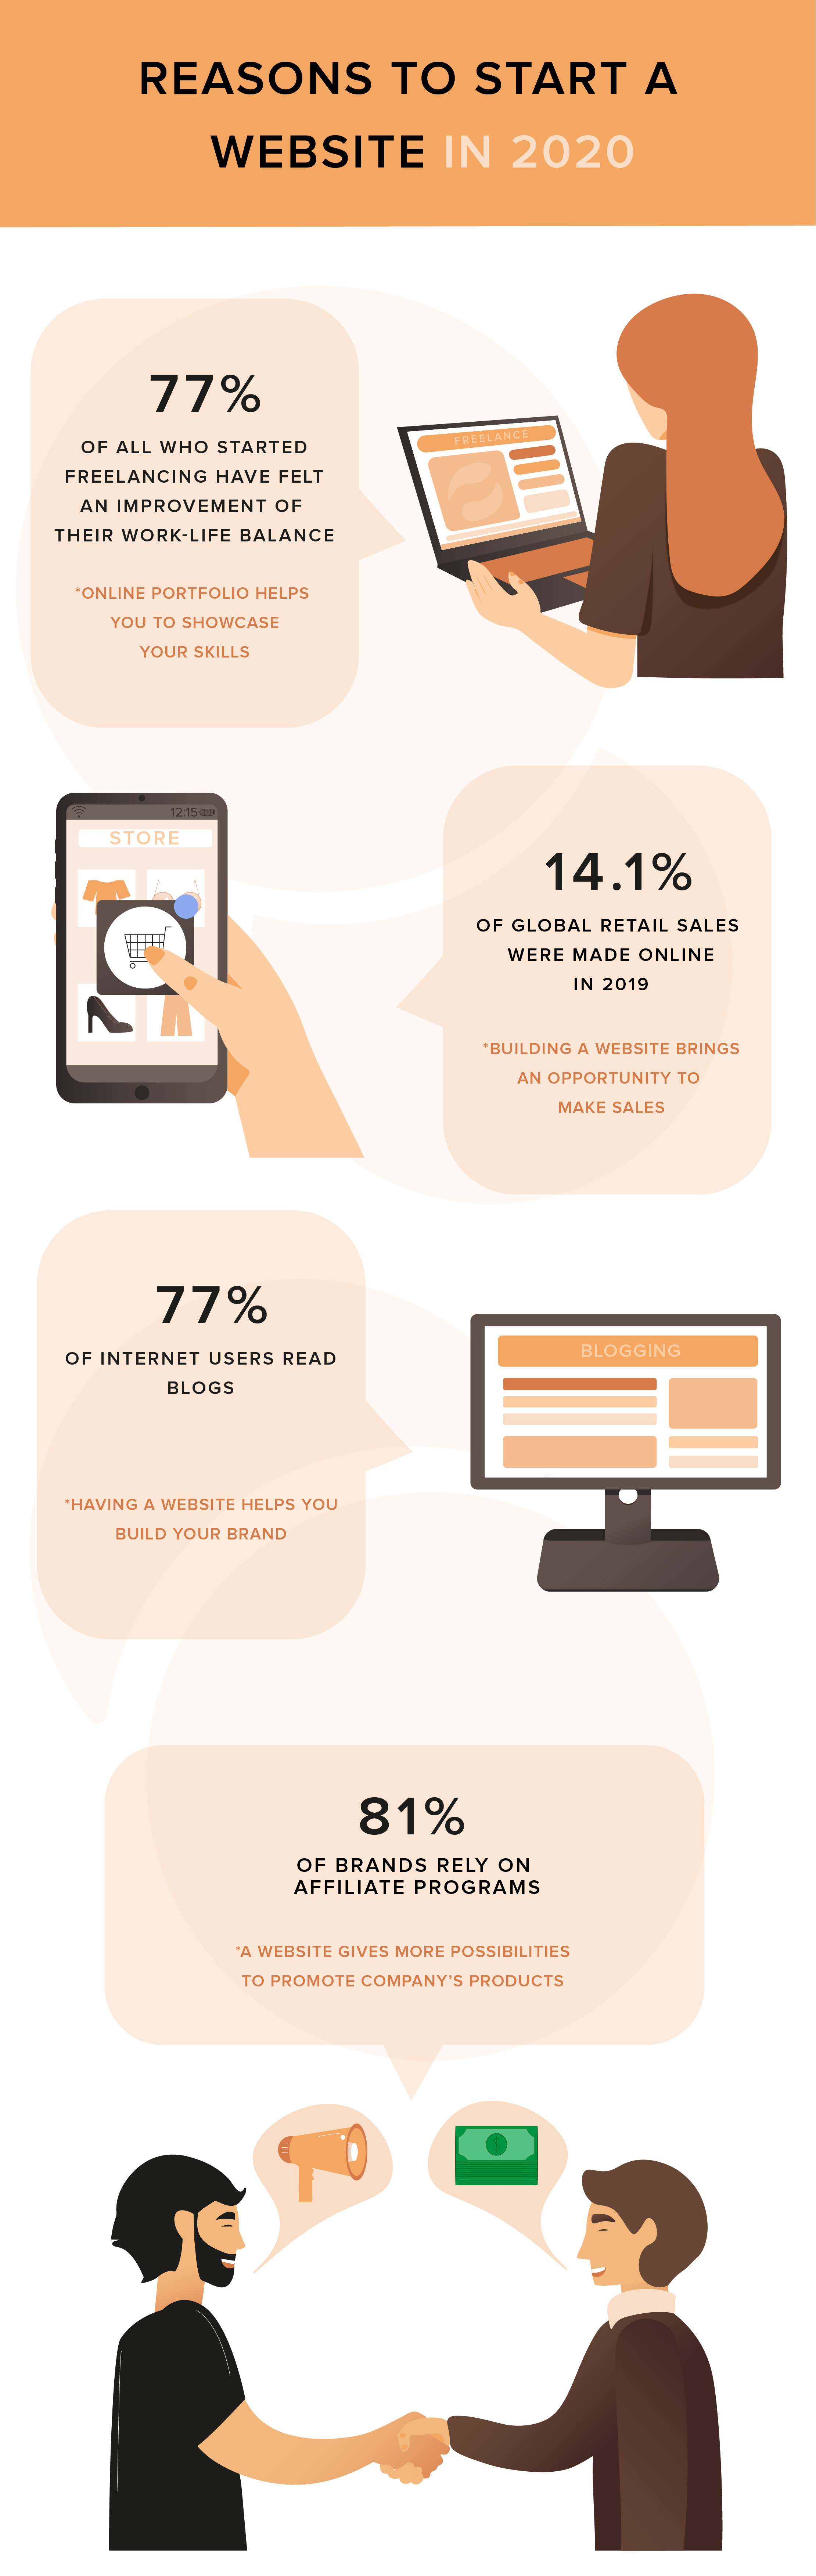 REASONS TO START A
WEBSITE IN 2020
77%
OF ALL WHO STARTED
FREELANCING HAVE FELT
AN IMPROVEMENT OF
THEIR WORK-LIFE BALANCE
*ONLINE PORTFOLIO HELPS
YOU TO SHOWCASE
YOUR SKILLS
FREELANCE
12:15
STORE
14.1%
OF GLOBAL RETAIL SALES
WERE MADE ONLINE
IN 2019
*BUILDING A WEBSITE BRINGS
AN OPPORTUNITY TO
MAKE SALES
77%
OF INTERNET USERS READ
BLOGS
*HAVING A WEBSITE HELPS YOU
BUILD YOUR BRAND
BLOGGING
81%
OF BRANDS RELY ON
AFFILIATE PROGRAMS
*A WEBSITE GIVES MORE POSSIBILITIES
TO PROMOTE COMPANY'S PRODUCTS
$